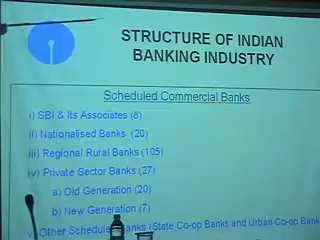 STRUCTURE OF INDIAN
BANKING INDUSTRY
Scheduled Commercial Banks
i) SBI & Its Associates (8)
ii) Nationalised Banks (20)
iii) Regional Rural Banks (105)
iv) Private Sector Banks (27)
a) Old Generation (20)
b) New Generation (7)
v Other Schedule Banks (State Co-op Banks and Urban Co-op Bank